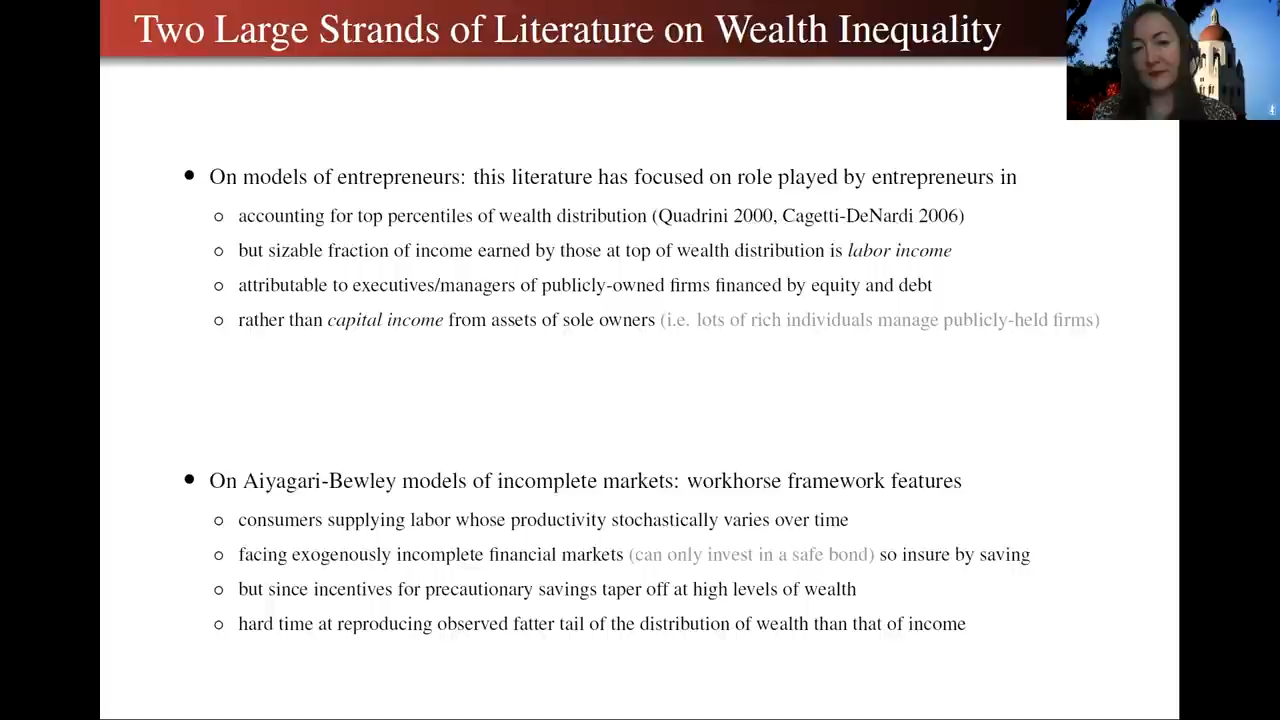 Two Large Strands of Literature on Wealth Inequality
● On models of entrepreneurs: this literature has focused on role played by entrepreneurs in
○ accounting for top percentiles of wealth distribution (Quadrini 2000, Cagetti-DeNardi 2006)
○ but sizable fraction of income earned by those at top of wealth distribution is labor income
○ attributable to executives/managers of publicly-owned firms financed by equity and debt
○ rather than capital income from assets of sole owners (i.e. lots of rich individuals manage publicly-held firms)
● On Aiyagari-Bewley models of incomplete markets: workhorse framework features
○ consumers supplying labor whose productivity stochastically varies over time
○ facing exogenously incomplete financial markets (can only invest in a safe bond) so insure by saving
○ but since incentives for precautionary savings taper off at high levels of wealth
○ hard time at reproducing observed fatter tail of the distribution of wealth than that of income